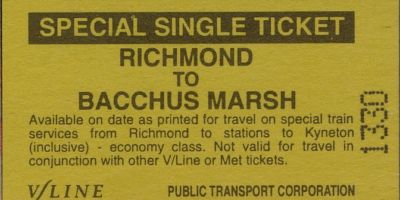 SPECIAL SINGLE TICKET
RICHMOND
TO
BACCHUS MARSH
Available on date as printed for travel on special train
services from Richmond to stations to Kyneton
(inclusive) - economy class. Not valid for travel in
conjunction with other V/Line or Met tickets.
1330
V/LINE PUBLIC TRANSPORT CORPORATION